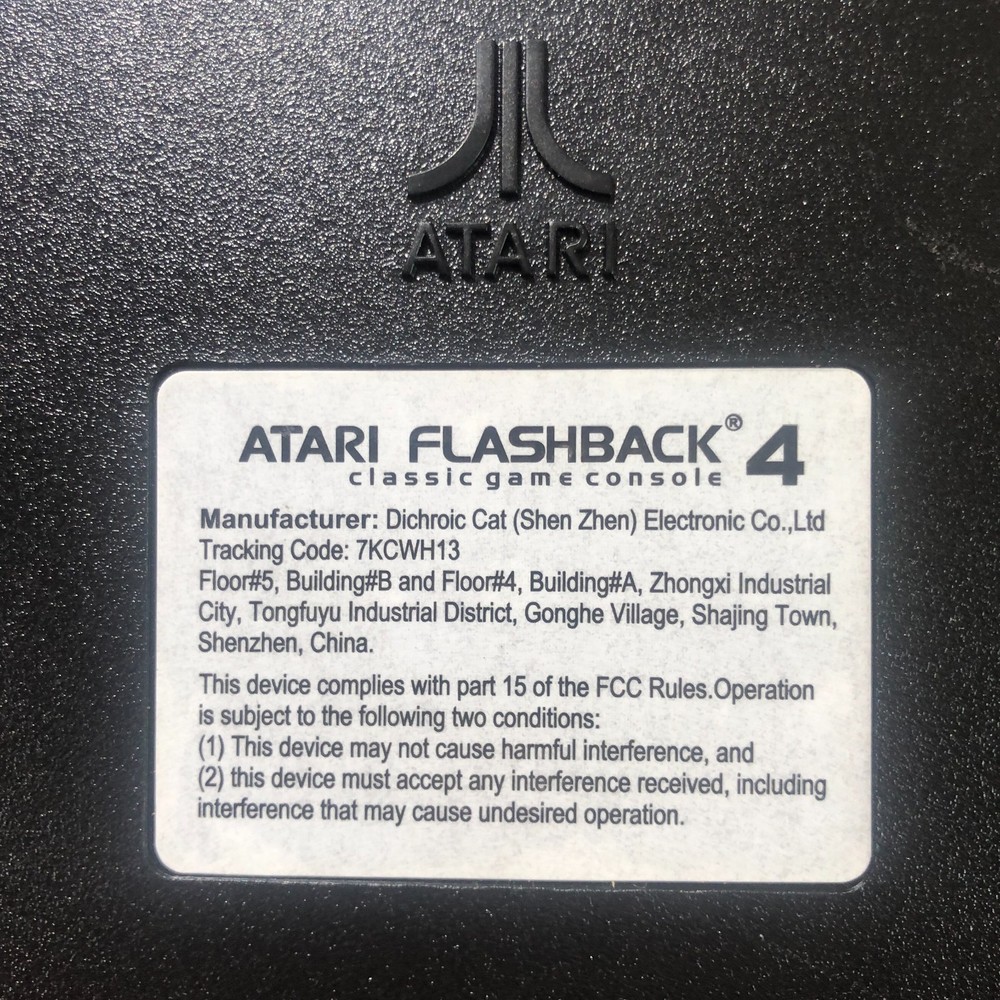 ATARI
ATARI FLASHBACK® 4
classic game console
Manufacturer: Dichroic Cat (Shen Zhen) Electronic Co.,Ltd
Tracking Code: 7KCWH13
Floor#5, Building#B and Floor#4, Building#A, Zhongxi Industrial
City, Tongfuyu Industrial District, Gonghe Village, Shajing Town,
Shenzhen, China.
This device complies with part 15 of the FCC Rules.Operation
is subject to the following two conditions:
(1) This device may not cause harmful interference, and
(2) this device must accept any interference received, including
interference that may cause undesired operation.